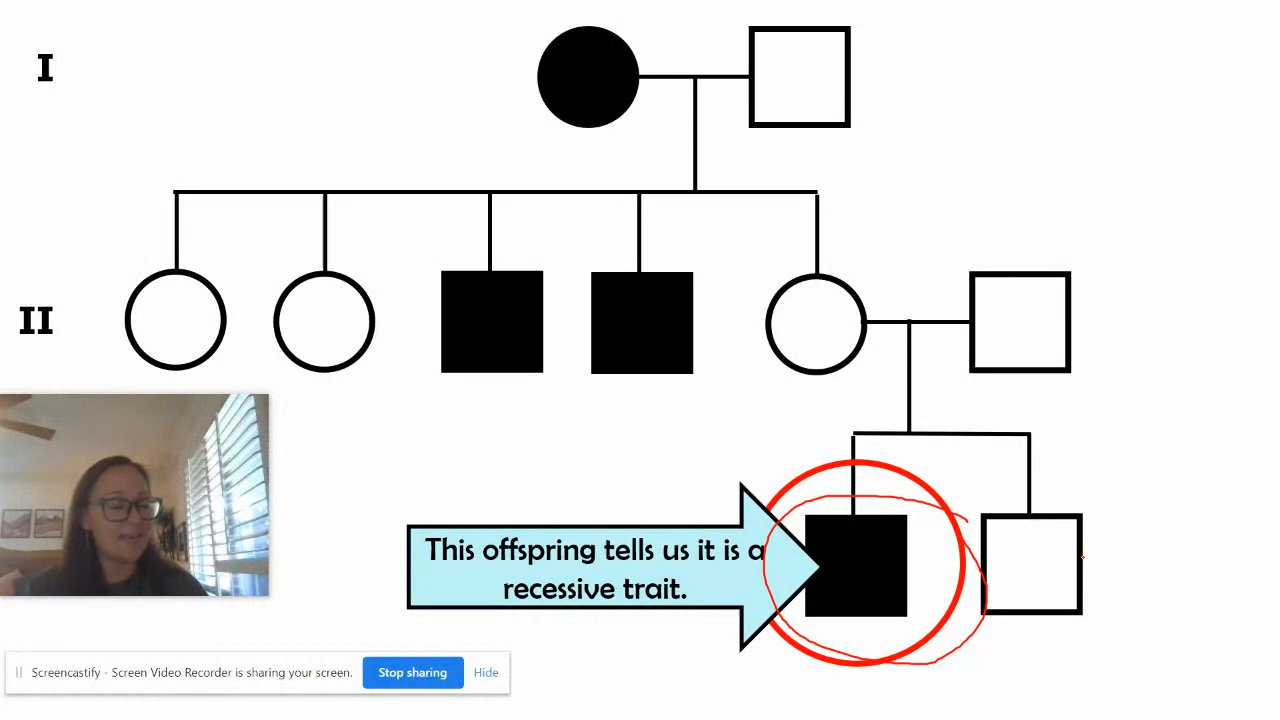 I
II
This offspring tells us it is a
recessive trait.
Screencastify - Screen Video Recorder is sharing your screen.
Stop sharing
Hide